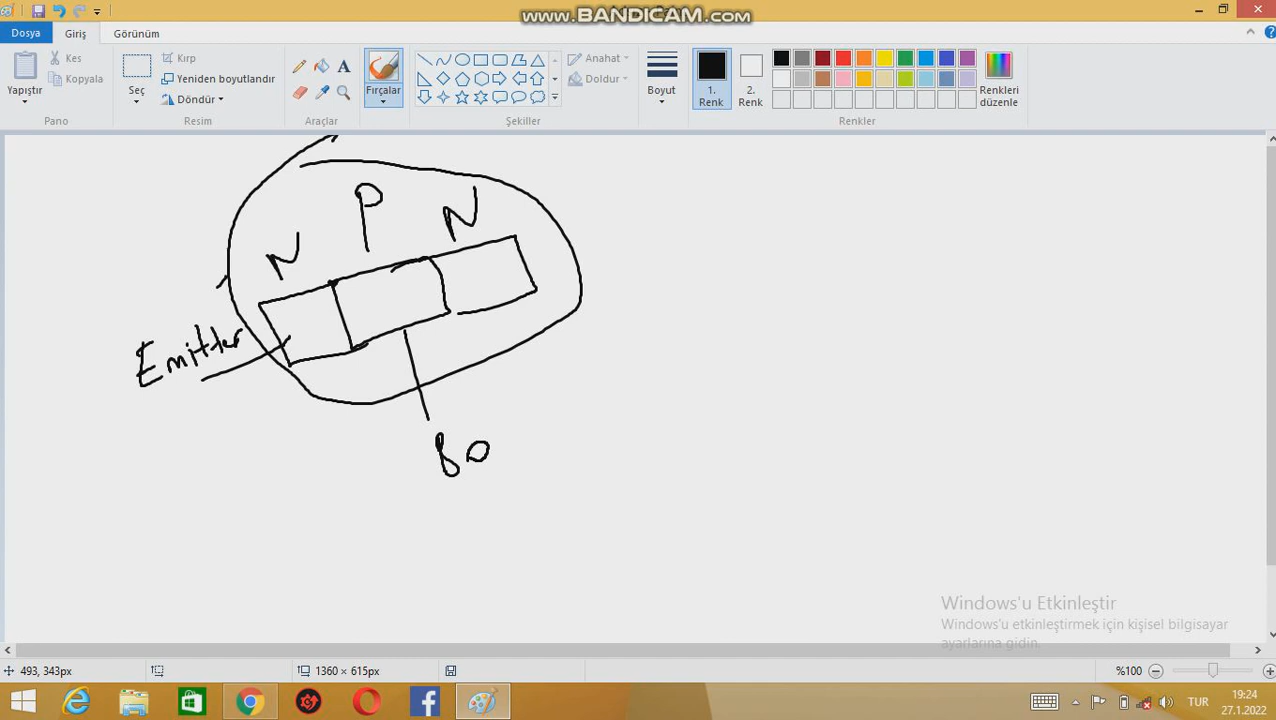 www.BANDICAM.com
Dosya
Giriş
Görünüm
Yapıştır
Kes
Kopyala
Pano
Seç
Kırp
Yeniden boyutlandır
Döndür
Resim
A
Araçlar
Fırçalar
Anahat
Doldur
Şekiller
Boyut
1.
Renk
2.
Renk
Renkleri
düzenle
Renkler
N P N
Emitter
Windows'u Etkinleştir
Windows'u etkinleştirmek için kişisel bilgisayar
ayarlarına gidin.
493, 343px
1360 × 615px
%100
TUR
19:24
27.1.2022